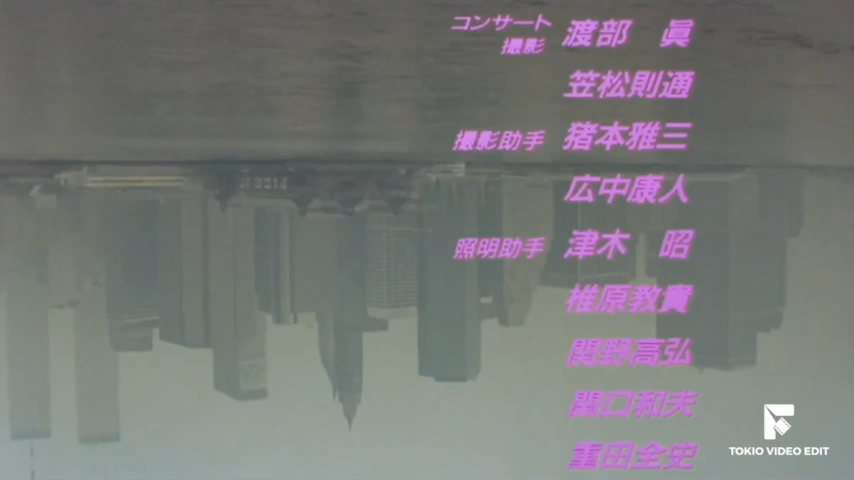 コンサート 渡部 眞
撮影
笠松則通
撮影助手 猪本雅三
広中康人
照明助手 津木 昭
椎原教貴
関野高弘
関口和夫
重田全史
TOKIO VIDEO EDIT